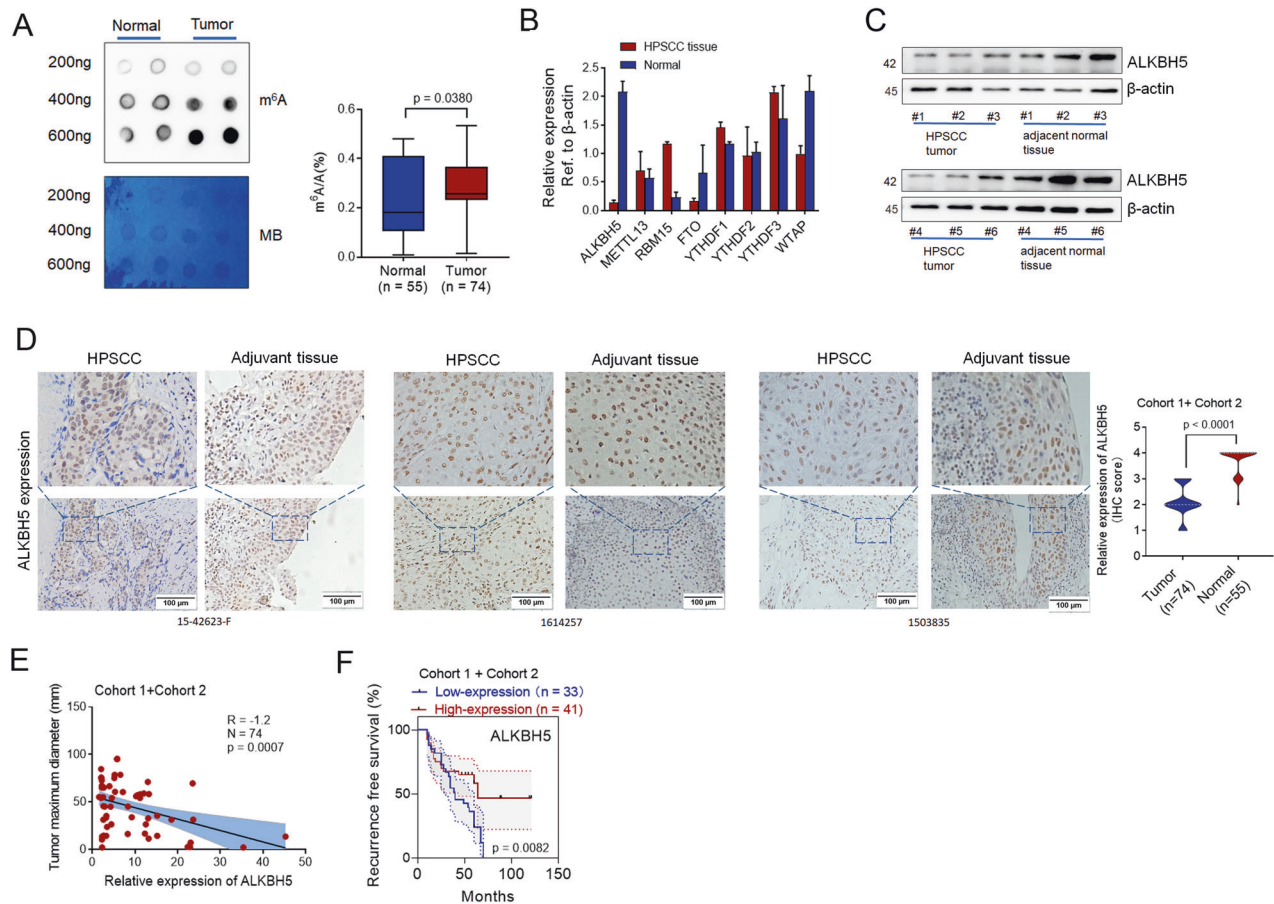 A
Normal
Tumor
200ng
400ng
600ng
m⁶A
200ng
400ng
600ng
MB
m⁶A/A(%)
0.6
0.4
0.2
0.0
p = 0.0380
Normal
(n = 55)
Tumor
(n = 74)
B
HPSCC tissue
Normal
Relative expression
Ref. to β-actin
2.5
2.0
1.5
1.0
0.5
0.0
ALKBH5
METTL13
RBM15
FTO
YTHDF1
YTHDF2
YTHDF3
WTAP
C
42
ALKBH5
45
β-actin
#1 #2 #3 #1 #2 #3
HPSCC
tumor
adjacent normal
tissue
42
ALKBH5
45
β-actin
#4 #5 #6 #4 #5 #6
HPSCC
tumor
adjacent normal
tissue
D
HPSCC
Adjuvant tissue
HPSCC
Adjuvant tissue
HPSCC
Adjuvant tissue
ALKBH5 expression
100 μm
100 μm
100 μm
100 μm
100 μm
100 μm
15-42623-F
1614257
1503835
Cohort 1+ Cohort 2
p < 0.0001
Relative expression of ALKBH5
(IHC score)
5
4
3
2
1
0
Tumor
(n=74)
Normal
(n=55)
E
Cohort 1+Cohort 2
Tumor maximum diameter (mm)
150
100
50
0
R = -1.2
N = 74
p = 0.0007
0 10 20 30 40 50
Relative expression of ALKBH5
F
Cohort 1 + Cohort 2
Low-expression (n = 33)
High-expression (n = 41)
Recurrence free survival (%)
100
50
0
ALKBH5
p = 0.0082
0 50 100 150
Months